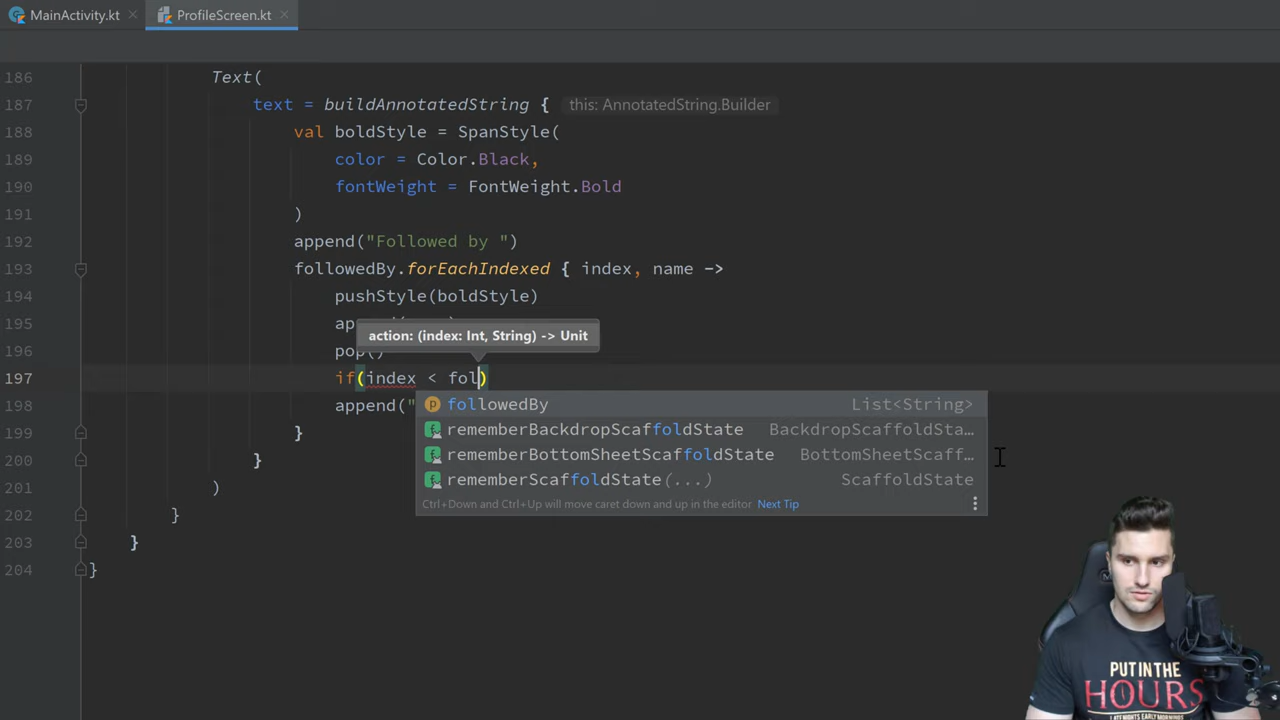 MainActivity.kt ProfileScreen.kt
186 Text(
187 text = buildAnnotatedString { this: AnnotatedString.Builder
188 val boldStyle = SpanStyle(
189 color = Color.Black,
190 fontWeight = FontWeight.Bold
191 )
192 append("Followed by ")
193 followedBy.forEachIndexed { index, name ->
194 pushStyle(boldStyle)
195 ap
action: (index: Int, String) -> Unit
196 pop()
197 if(index < fol)
198 append("
followedBy List<String>
rememberBackdropScaffoldState BackdropScaffoldSta…
rememberBottomSheetScaffoldState BottomSheetScaff…
rememberScaffoldState(...) ScaffoldState
Ctrl+Down and Ctrl+Up will move caret down and up in the editor Next Tip
199 }
200 }
201 )
202 }
203 }
204 }
PUT IN THE
HOURS